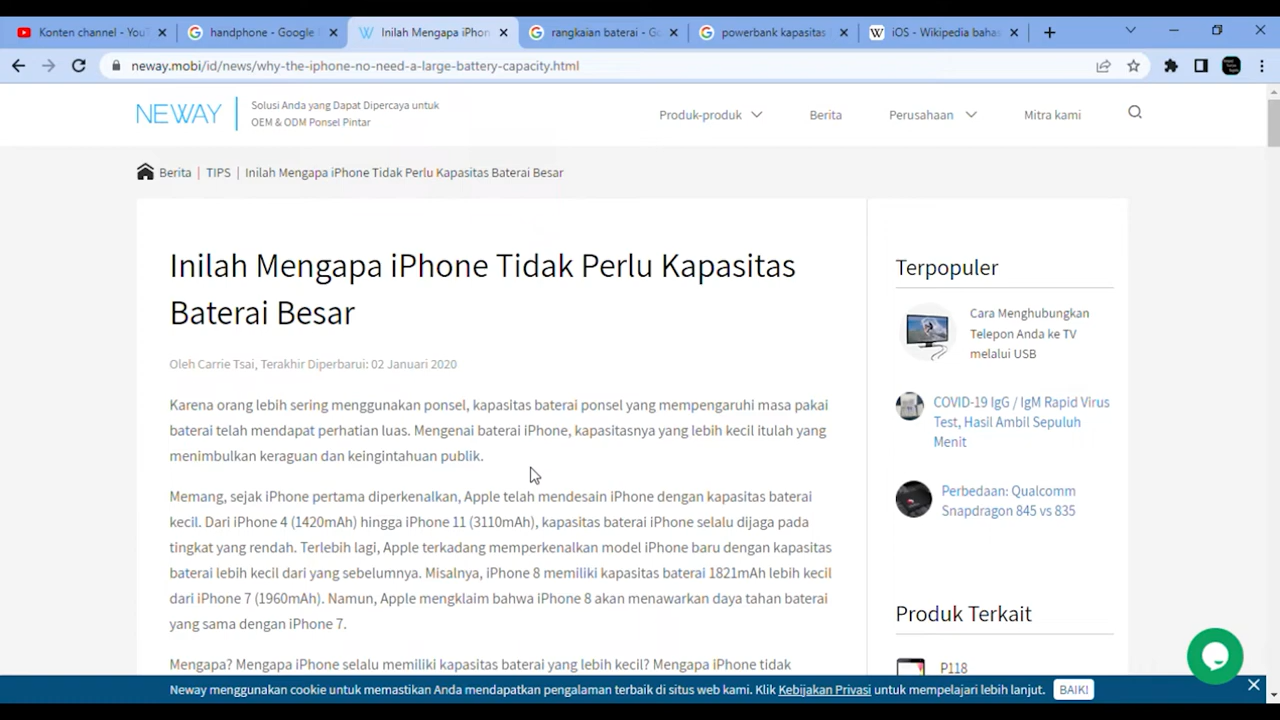 Konten channel - YouT
handphone - Google
Inilah Mengapa iPhon
rangkaian baterai - Go
powerbank kapasitas
iOS - Wikipedia bahas
neway.mobi/id/news/why-the-iphone-no-need-a-large-battery-capacity.html
NEWAY
Solusi Anda yang Dapat Dipercaya untuk
OEM & ODM Ponsel Pintar
Produk-produk
Berita
Perusahaan
Mitra kami
Berita | TIPS | Inilah Mengapa iPhone Tidak Perlu Kapasitas Baterai Besar
Inilah Mengapa iPhone Tidak Perlu Kapasitas
Baterai Besar
Oleh Carrie Tsai, Terakhir Diperbarui: 02 Januari 2020
Karena orang lebih sering menggunakan ponsel, kapasitas baterai ponsel yang mempengaruhi masa pakai
baterai telah mendapat perhatian luas. Mengenai baterai iPhone, kapasitasnya yang lebih kecil itulah yang
menimbulkan keraguan dan keingintahuan publik.
Memang, sejak iPhone pertama diperkenalkan, Apple telah mendesain iPhone dengan kapasitas baterai
kecil. Dari iPhone 4 (1420mAh) hingga iPhone 11 (3110mAh), kapasitas baterai iPhone selalu dijaga pada
tingkat yang rendah. Terlebih lagi, Apple terkadang memperkenalkan model iPhone baru dengan kapasitas
baterai lebih kecil dari yang sebelumnya. Misalnya, iPhone 8 memiliki kapasitas baterai 1821mAh lebih kecil
dari iPhone 7 (1960mAh). Namun, Apple mengklaim bahwa iPhone 8 akan menawarkan daya tahan baterai
yang sama dengan iPhone 7.
Mengapa? Mengapa iPhone selalu memiliki kapasitas baterai yang lebih kecil? Mengapa iPhone tidak
Terpopuler
Cara Menghubungkan
Telepon Anda ke TV
melalui USB
COVID-19 IgG / IgM Rapid Virus
Test, Hasil Ambil Sepuluh
Menit
Perbedaan: Qualcomm
Snapdragon 845 vs 835
Produk Terkait
P118
Neway menggunakan cookie untuk memastikan Anda mendapatkan pengalaman terbaik di situs web kami. Klik Kebijakan Privasi untuk mempelajari lebih lanjut.
BAIK!